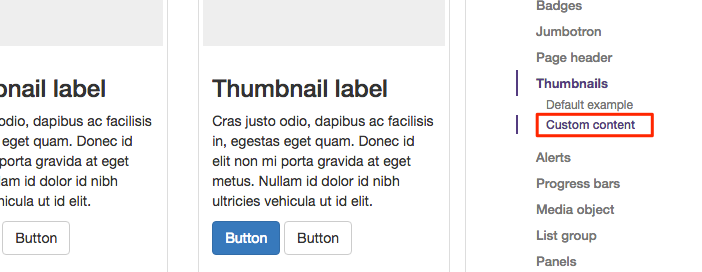 nail label
odio, dapibus ac facilisis
eget quam. Donec id
porta gravida at eget
m id dolor id nibh
icula ut id elit.
Button
Thumbnail label
Cras justo odio, dapibus ac facilisis
in, egestas eget quam. Donec id
elit non mi porta gravida at eget
metus. Nullam id dolor id nibh
ultricies vehicula ut id elit.
Button
Button
Badges
Jumbotron
Page header
Thumbnails
Default example
Custom content
Alerts
Progress bars
Media object
List group
Panels